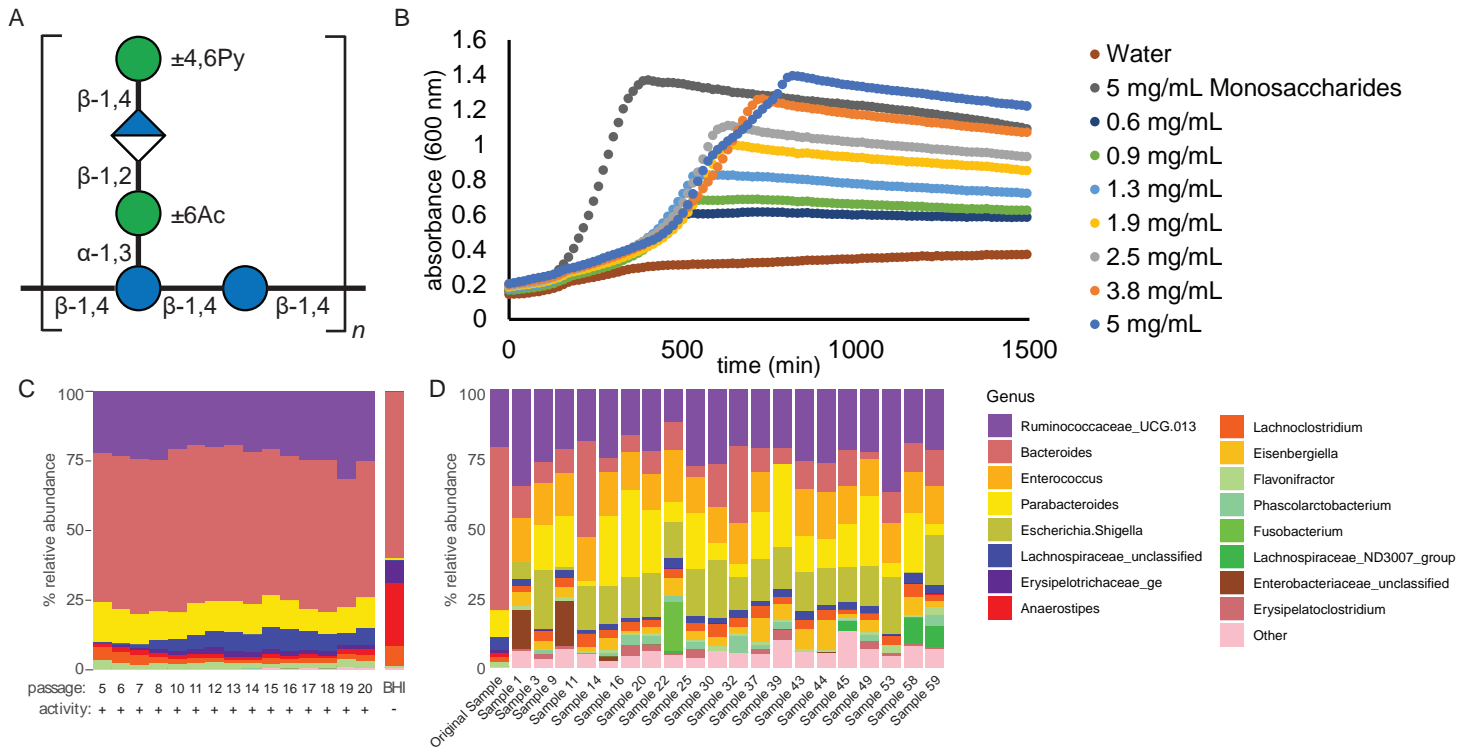 A
±4,6Py
β-1,4
β-1,2
±6Ac
α-1,3
β-1,4
β-1,4
β-1,4
n
B
absorbance (600 nm)
1.6
1.4
1.2
1
0.8
0.6
0.4
0.2
0
0
500
1000
1500
time (min)
Water
5 mg/mL Monosaccharides
0.6 mg/mL
0.9 mg/mL
1.3 mg/mL
1.9 mg/mL
2.5 mg/mL
3.8 mg/mL
5 mg/mL
C
% relative abundance
100
75
50
25
0
passage: 5 6 7 8 10 11 12 13 14 15 16 17 18 19 20 BHI
activity: + + + + + + + + + + + + + + + -
D
% relative abundance
100
75
50
25
0
Original Sample
Sample 1
Sample 3
Sample 9
Sample 11
Sample 14
Sample 16
Sample 20
Sample 22
Sample 25
Sample 30
Sample 32
Sample 37
Sample 39
Sample 43
Sample 44
Sample 45
Sample 49
Sample 53
Sample 58
Sample 59
Genus
Ruminococcaceae_UCG.013
Bacteroides
Enterococcus
Parabacteroides
Escherichia.Shigella
Lachnospiraceae_unclassified
Erysipelotrichaceae_ge
Anaerostipes
Lachnoclostridium
Eisenbergiella
Flavonifractor
Phascolarctobacterium
Fusobacterium
Lachnospiraceae_ND3007_group
Enterobacteriaceae_unclassified
Erysipelatoclostridium
Other